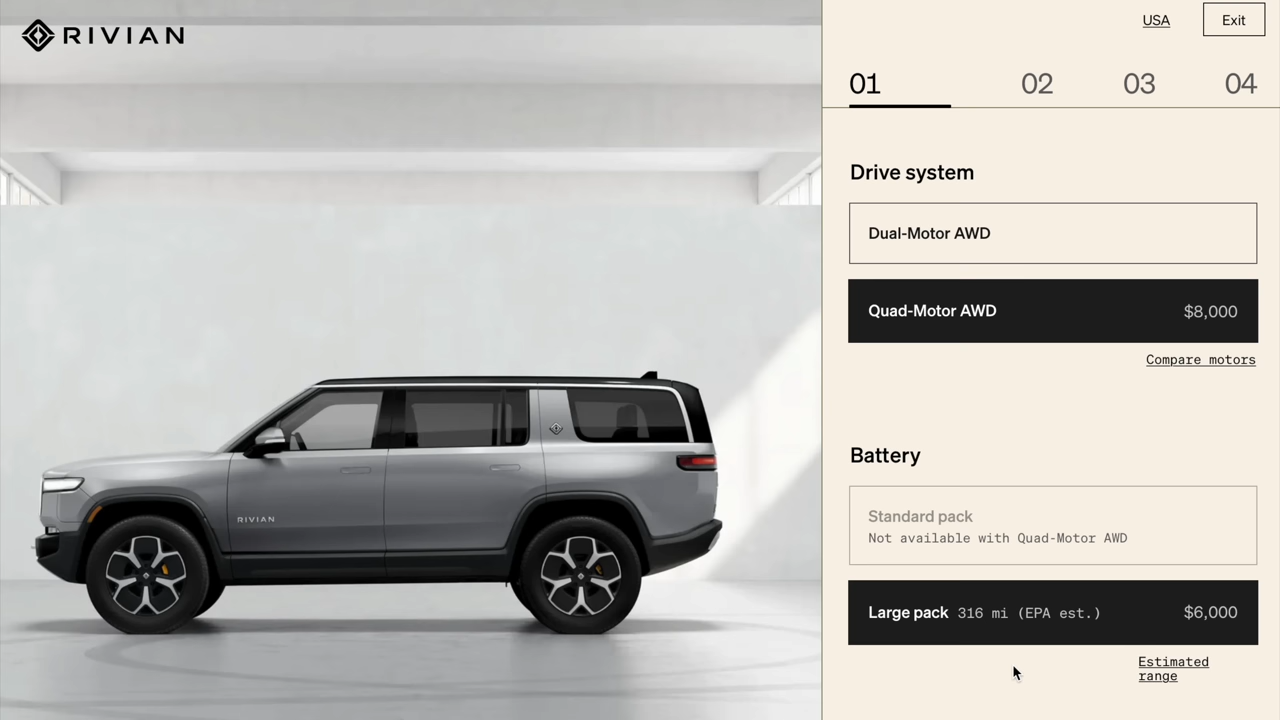 RIVIAN
USA
Exit
01
02
03
04
Drive system
Dual-Motor AWD
Quad-Motor AWD
$8,000
Compare motors
Battery
Standard pack
Not available with Quad-Motor AWD
Large pack 316 mi (EPA est.)
$6,000
Estimated
range
RIVIAN